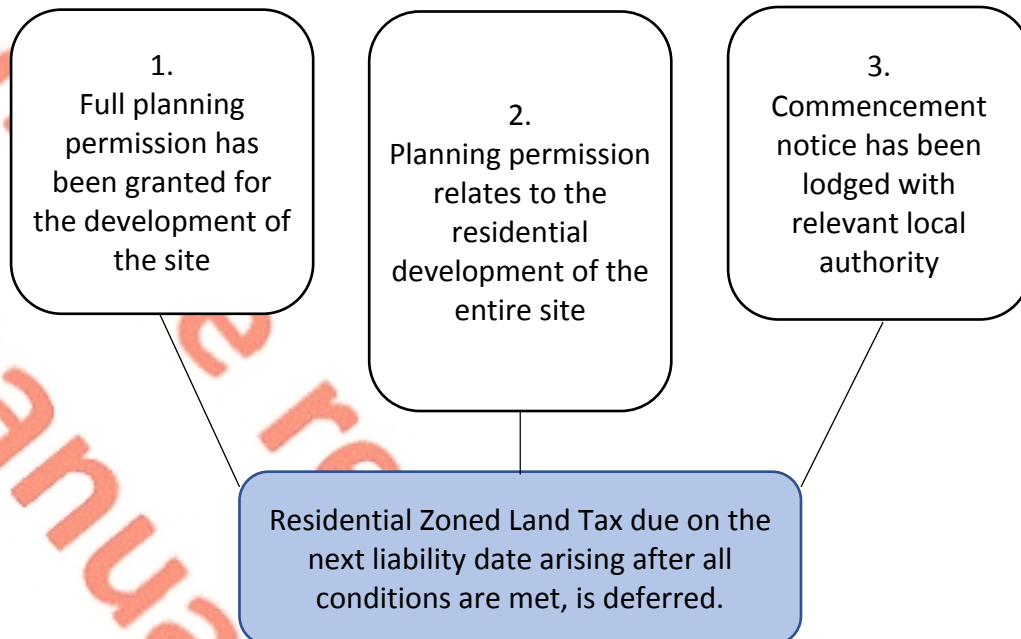 1.
Full planning
permission has
been granted for
the development of
the site
2.
Planning permission
relates to the
residential
development of the
entire site
3.
Commencement
notice has been
lodged with
relevant local
authority
Residential Zoned Land Tax due on the
next liability date arising after all
conditions are met, is deferred.